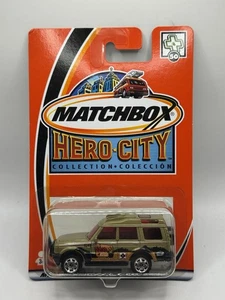 50
MATCHBOX
HERO·CITY
COLLECTION • COLECCIÓN